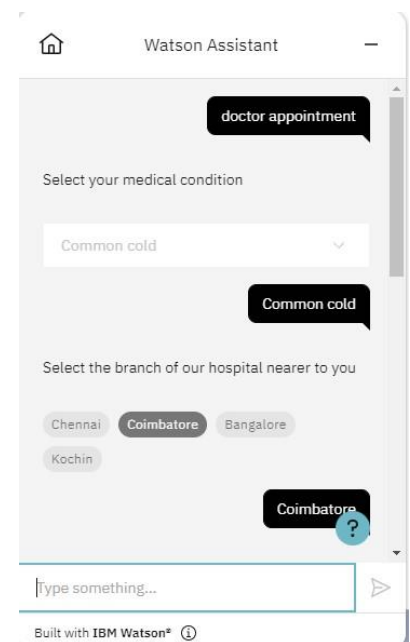 Watson Assistant
doctor appointment
Select your medical condition
Common cold
Common cold
Select the branch of our hospital nearer to you
Chennai Coimbatore Bangalore
Kochin
Coimbatore
?
Type something...
Built with IBM Watson®